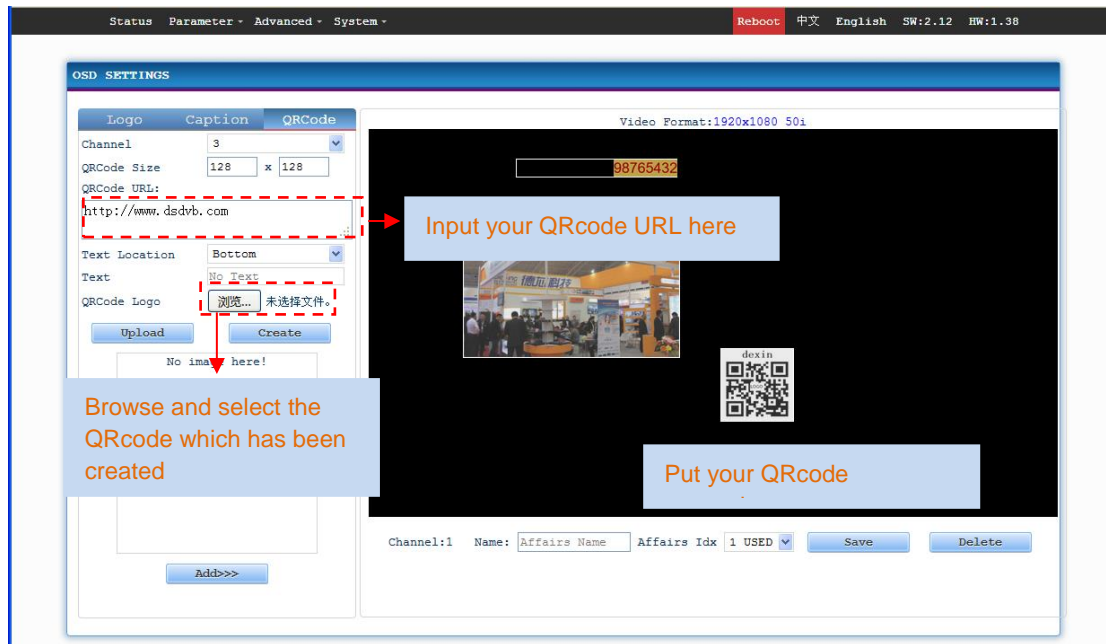 Status Parameter Advanced System Reboot 中文 English SW:2.12 HW:1.38
OSD SETTINGS
Logo Caption QRCode
Channel 3
QRCode Size 128 x 128
QRCode URL:
http://www.dsdvb.com
Text Location Bottom
Text No Text
QRCode Logo 浏览... 未选择文件。
Upload Create
No image here!
Browse and select the
QRcode which has been
created
Add>>>
Video Format:1920x1080 50i
98765432
Input your QRcode URL here
德芯科技
dexin
Put your QRcode
Channel:1 Name: Affairs Name Affairs Idx 1 USED Save Delete